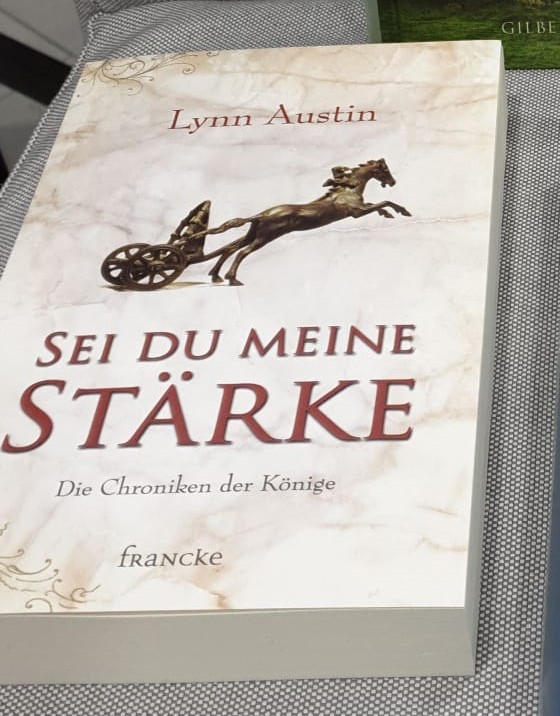 GILBE
Lynn Austin
SEI DU MEINE
STÄRKE
Die Chroniken der Könige
francke